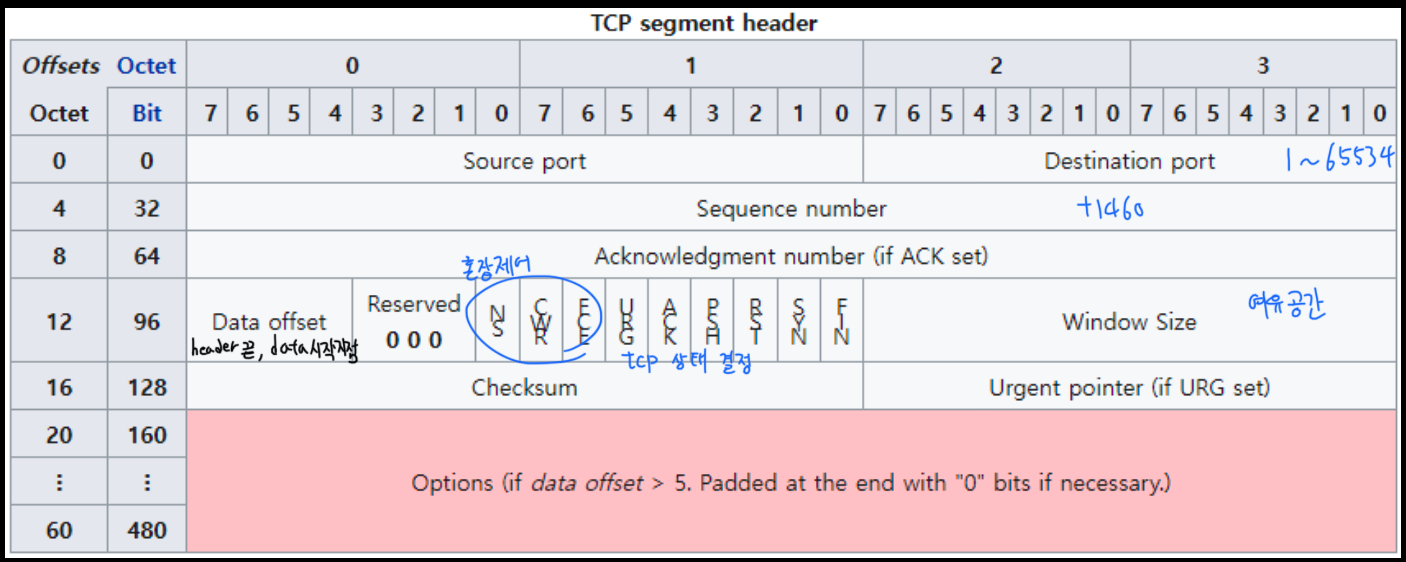 TCP segment header
Offsets Octet 0 1 2 3
Octet Bit 7 6 5 4 3 2 1 0 7 6 5 4 3 2 1 0 7 6 5 4 3 2 1 0 7 6 5 4 3 2 1 0
0 0 Source port Destination port 1~65534
4 32 Sequence number +1460
8 64 Acknowledgment number (if ACK set)
혼잡제어
12 96 Data offset Reserved 0 0 0 NS CWR ECE URG ACK PSH RST SYN FIN Window Size 여유공간
header끝, data시작지점
tcp 상태 결정
16 128 Checksum Urgent pointer (if URG set)
20 160
⋮ ⋮ Options (if data offset > 5. Padded at the end with "0" bits if necessary.)
60 480